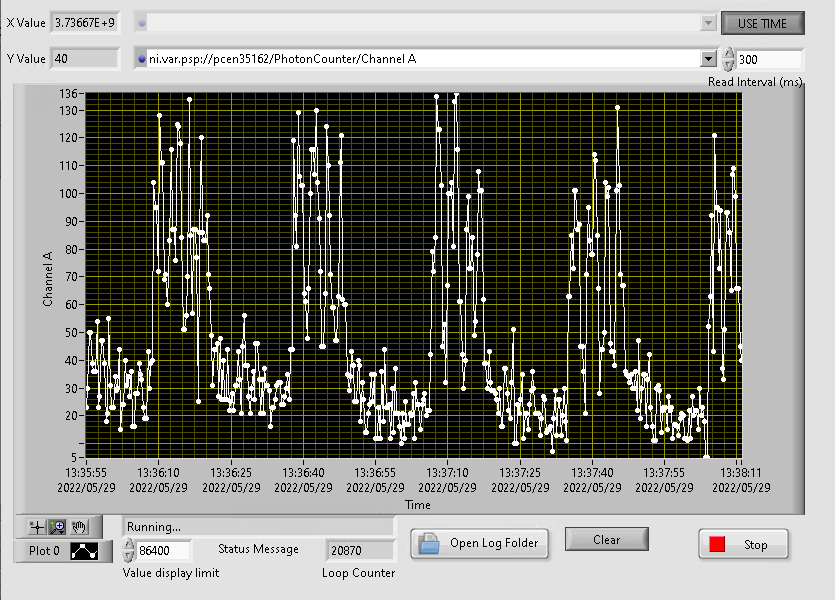 X Value 3.73667E+9 USE TIME
Y Value 40 ni.var.psp://pcen35162/PhotonCounter/Channel A 300
Read Interval (ms)
136
130
120
110
100
90
80
70
60
50
40
30
20
5
Channel A
13:35:55 13:36:10 13:36:25 13:36:40 13:36:55 13:37:10 13:37:25 13:37:40 13:37:55 13:38:11
2022/05/29 2022/05/29 2022/05/29 2022/05/29 2022/05/29 2022/05/29 2022/05/29 2022/05/29 2022/05/29 2022/05/29
Time
Running...
Plot 0 86400 Status Message 20870 Open Log Folder Clear Stop
Value display limit Loop Counter